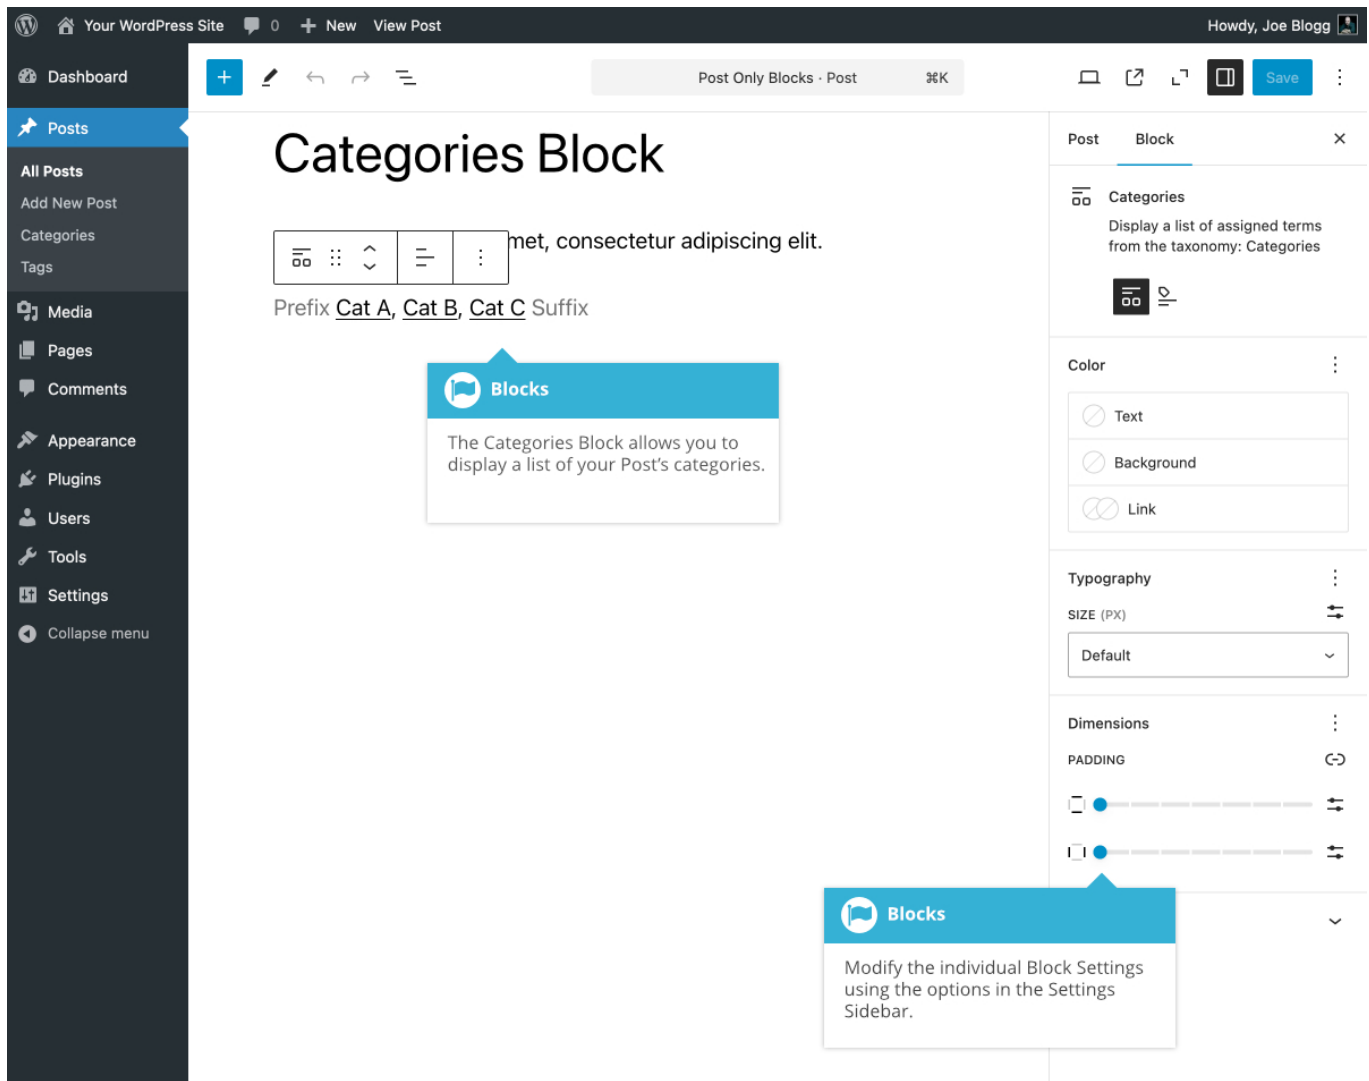 Your WordPress Site 0 New View Post Howdy, Joe Blogg
Dashboard
Posts
All Posts
Add New Post
Categories
Tags
Media
Pages
Comments
Appearance
Plugins
Users
Tools
Settings
Collapse menu
Post Only Blocks · Post ⌘K
Save
Categories Block
met, consectetur adipiscing elit.
Prefix Cat A, Cat B, Cat C Suffix
Blocks
The Categories Block allows you to
display a list of your Post’s categories.
Post Block
Categories
Display a list of assigned terms
from the taxonomy: Categories
Color
Text
Background
Link
Typography
SIZE (PX)
Default
Dimensions
PADDING
Blocks
Modify the individual Block Settings
using the options in the Settings
Sidebar.